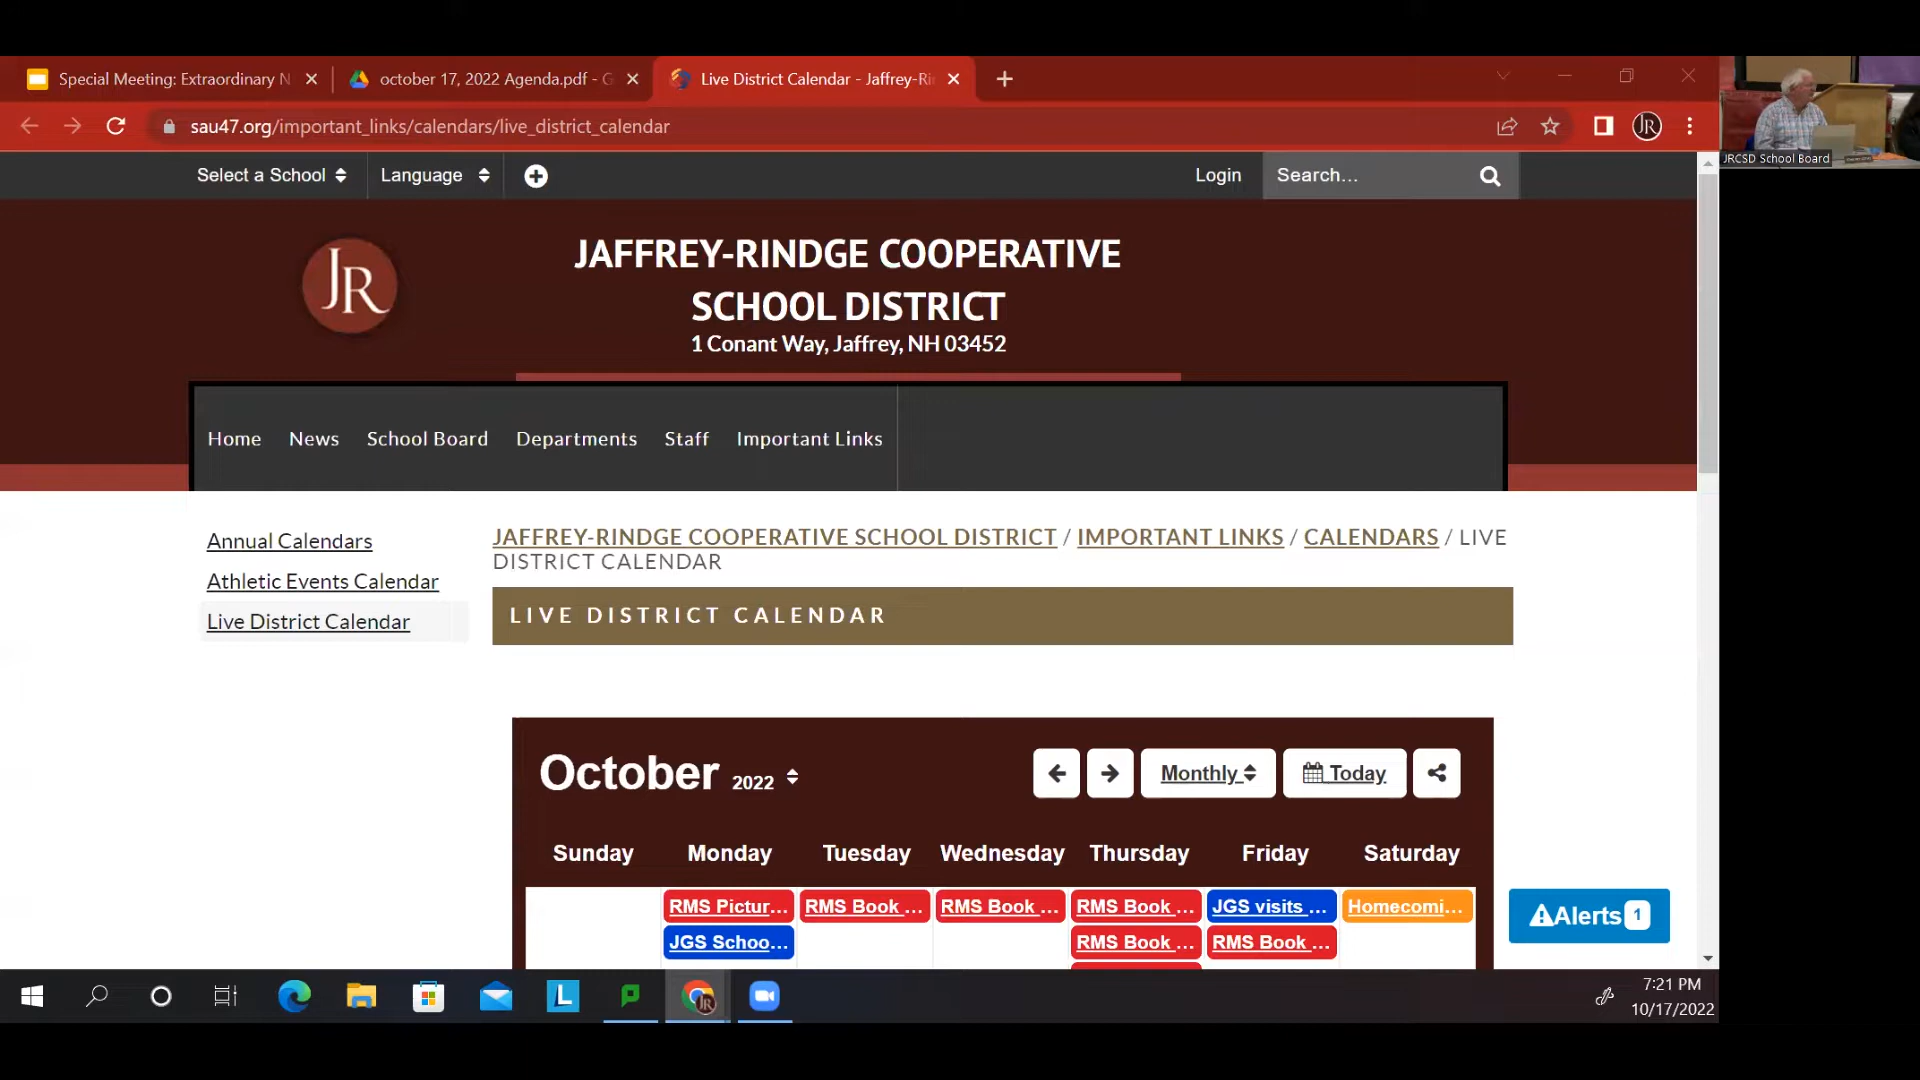 Special Meeting: Extraordinary N
october 17, 2022 Agenda.pdf - G
Live District Calendar - Jaffrey-Ri
sau47.org/important_links/calendars/live_district_calendar
JR
JRCSD School Board
Select a School
Language
Login
Search...
JR
JAFFREY-RINDGE COOPERATIVE
SCHOOL DISTRICT
1 Conant Way, Jaffrey, NH 03452
Home News School Board Departments Staff Important Links
Annual Calendars
Athletic Events Calendar
Live District Calendar
JAFFREY-RINDGE COOPERATIVE SCHOOL DISTRICT / IMPORTANT LINKS / CALENDARS / LIVE
DISTRICT CALENDAR
LIVE DISTRICT CALENDAR
October 2022
Monthly
Today
Sunday Monday Tuesday Wednesday Thursday Friday Saturday
RMS Pictur... RMS Book ... RMS Book ... RMS Book ... JGS visits ... Homecomi...
JGS Schoo... RMS Book ... RMS Book ...
Alerts 1
L
JR
7:21 PM
10/17/2022